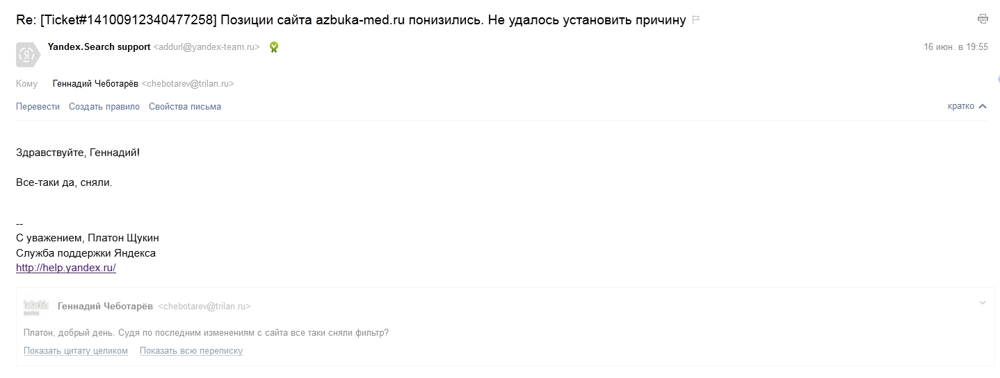 Re: [Ticket#14100912340477258] Позиции сайта azbuka-med.ru понизились. Не удалось установить причину
Yandex.Search support <addurl@yandex-team.ru>
16 июн. в 19:55
Кому Геннадий Чеботарёв <chebotarev@trilan.ru>
Перевести Создать правило Свойства письма
кратко
Здравствуйте, Геннадий!
Все-таки да, сняли.
--
С уважением, Платон Щукин
Служба поддержки Яндекса
http://help.yandex.ru/
Геннадий Чеботарёв <chebotarev@trilan.ru>
Платон, добрый день. Судя по последним изменениям с сайта все таки сняли фильтр?
Показать цитату целиком Показать всю переписку